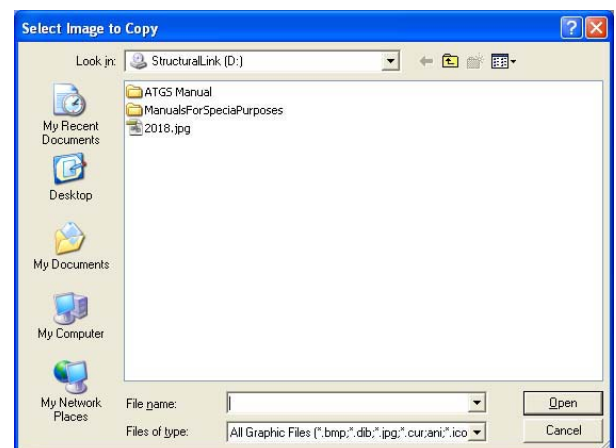 Select Image to Copy
Look in: StructuralLink (D:)
ATGS Manual
ManualsForSpeciaPurposes
2018.jpg
My Recent
Documents
Desktop
My Documents
My Computer
My Network
Places
File name:
Open
Files of type: All Graphic Files (*.bmp;*.dib;*.jpg;*.cur;ani;*.ico
Cancel